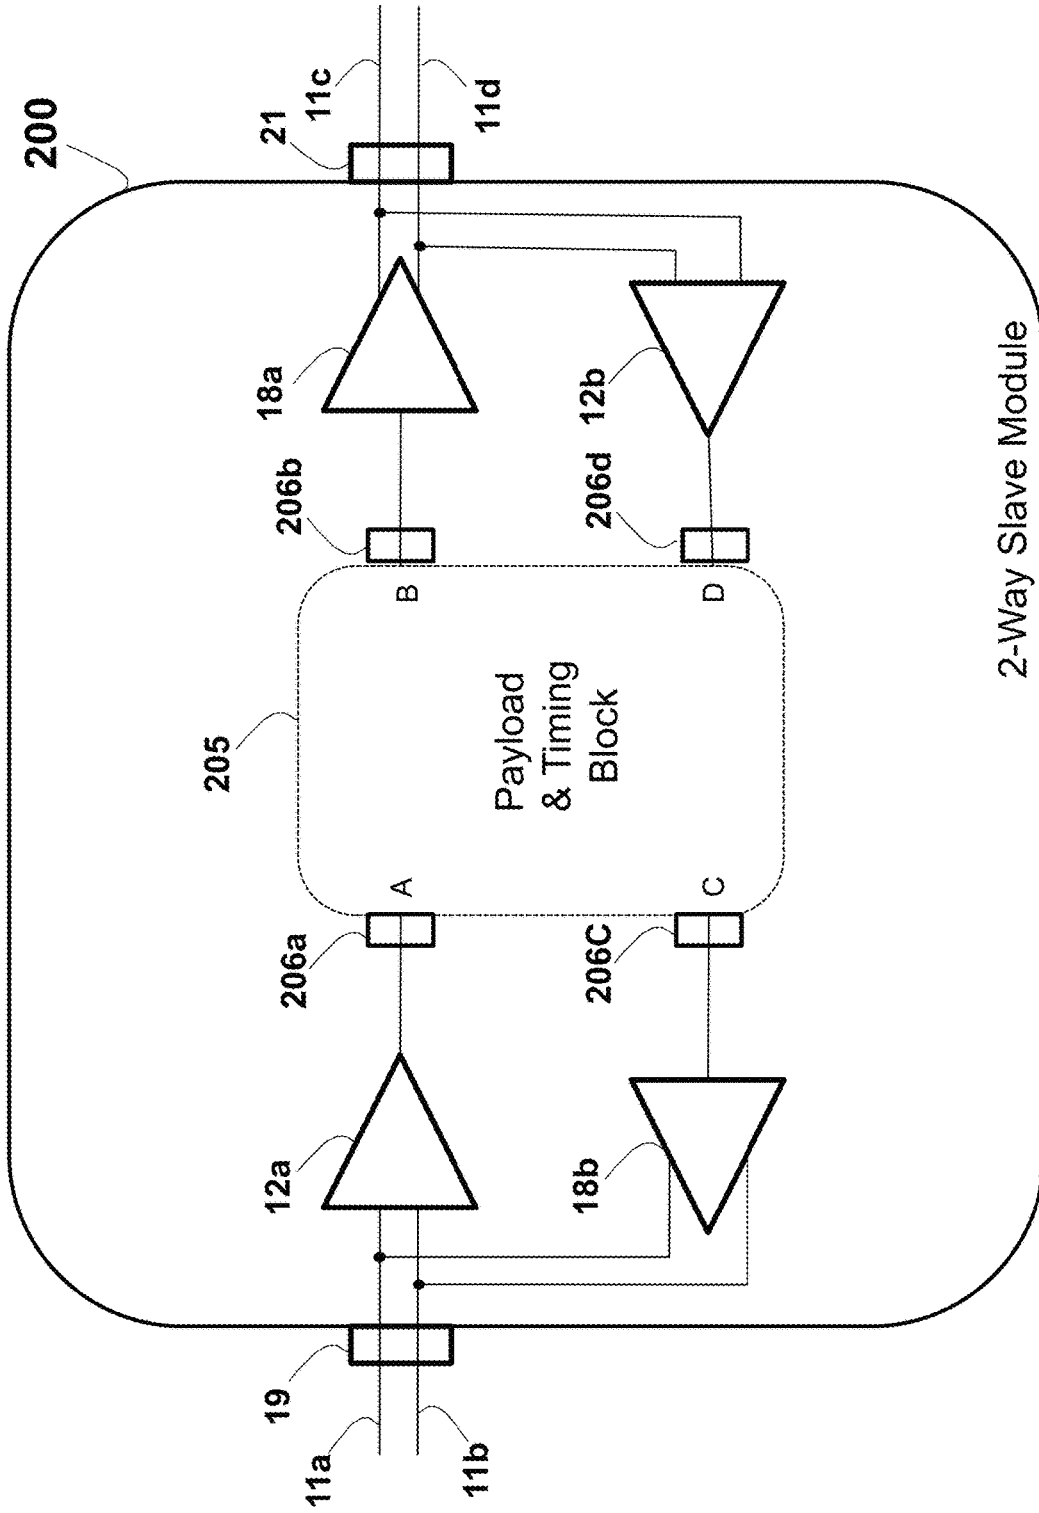 200
21
11c
11d
18a
12b
206b
206d
B
D
205
Payload
& Timing
Block
A
C
206a
206C
12a
18b
19
11a
11b
2-Way Slave Module